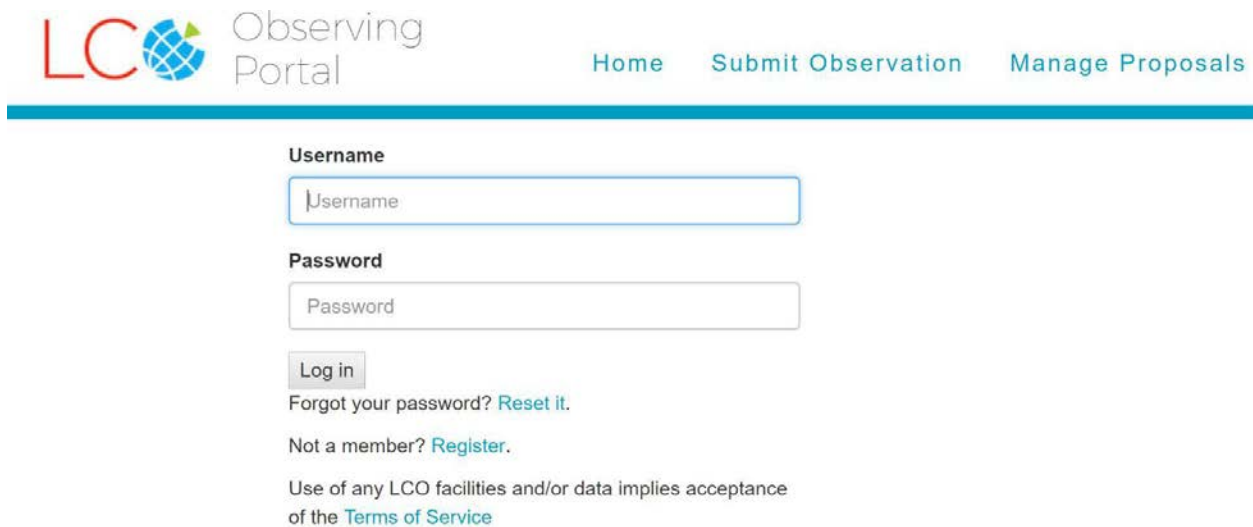 LCO
Observing
Portal
Home Submit Observation Manage Proposals
Username
Username
Password
Password
Log in
Forgot your password? Reset it.
Not a member? Register.
Use of any LCO facilities and/or data implies acceptance
of the Terms of Service